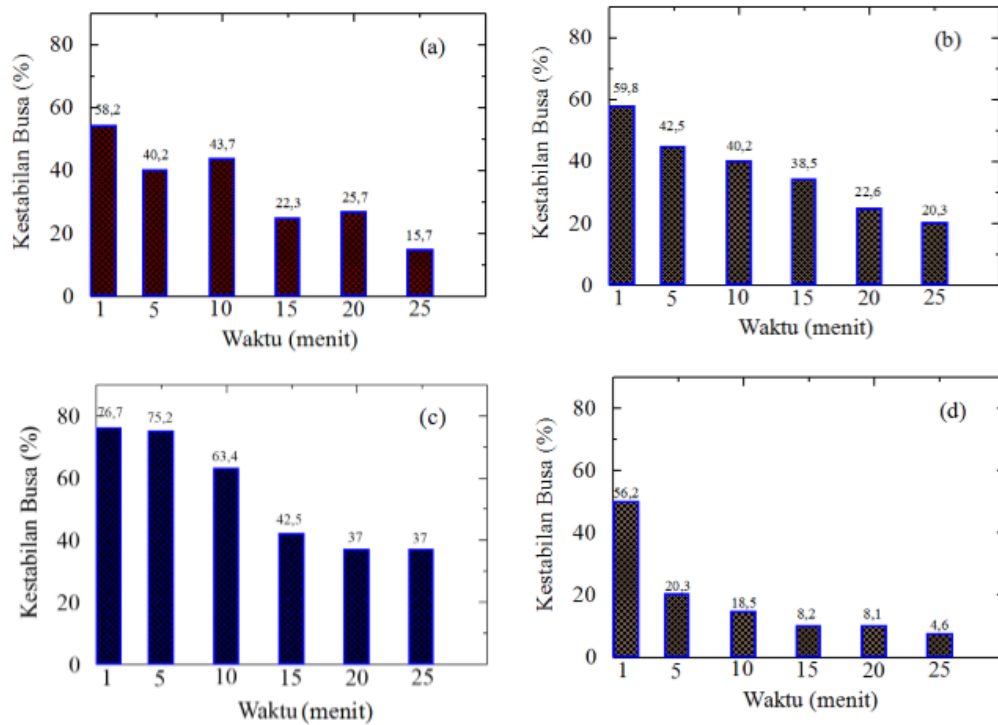 (a)
Kestabilan Busa (%)
80
60
40
20
0
58,2
40,2
43,7
22,3
25,7
15,7
1 5 10 15 20 25
Waktu (menit)
(b)
Kestabilan Busa (%)
80
60
40
20
0
59,8
42,5
40,2
38,5
22,6
20,3
1 5 10 15 20 25
Waktu (menit)
(c)
Kestabilan Busa (%)
80
60
40
20
0
76,7
75,2
63,4
42,5
37
37
1 5 10 15 20 25
Waktu (menit)
(d)
Kestabilan Busa (%)
80
60
40
20
0
56,2
20,3
18,5
8,2
8,1
4,6
1 5 10 15 20 25
Waktu (menit)